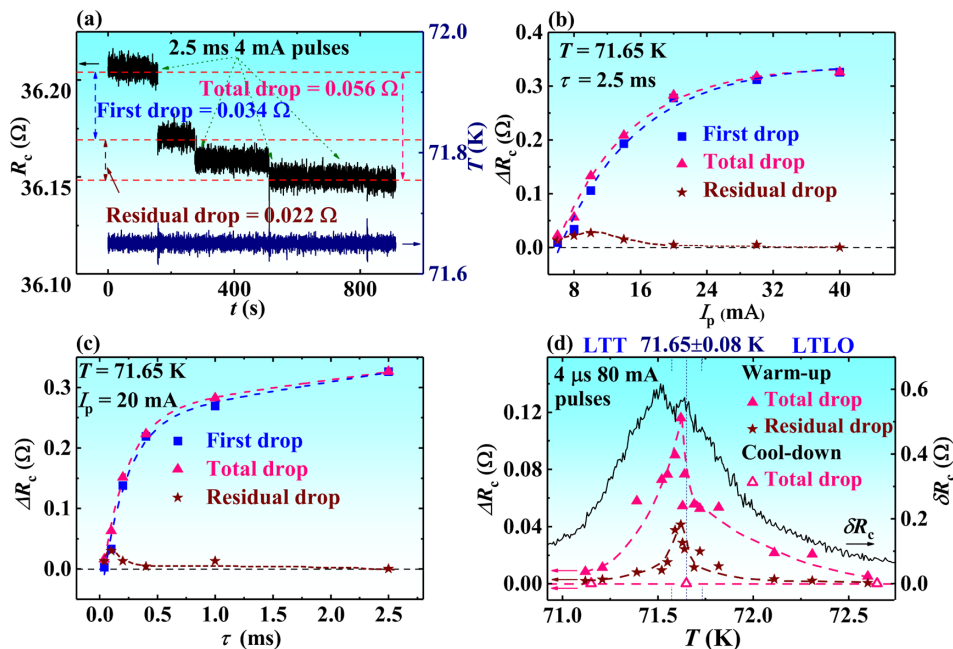 (a)
2.5 ms 4 mA pulses
Total drop = 0.056 Ω
First drop = 0.034 Ω
Residual drop = 0.022 Ω
36.20
36.15
36.10
R_c (Ω)
72.0
71.8
71.6
T (K)
0 400 800
t (s)
(b)
T = 71.65 K
τ = 2.5 ms
First drop
Total drop
Residual drop
0.4
0.3
0.2
0.1
0.0
ΔR_c (Ω)
8 16 24 32 40
I_p (mA)
(c)
T = 71.65 K
I_p = 20 mA
First drop
Total drop
Residual drop
0.3
0.2
0.1
0.0
ΔR_c (Ω)
0.0 0.5 1.0 1.5 2.0 2.5
τ (ms)
(d) LTT 71.65±0.08 K LTLO
4 μs 80 mA
pulses
Warm-up
Total drop
Residual drop
Cool-down
Total drop
δR_c
0.12
0.08
0.04
0.00
ΔR_c (Ω)
0.6
0.4
0.2
0.0
δR_c (Ω)
71.0 71.5 72.0 72.5
T (K)